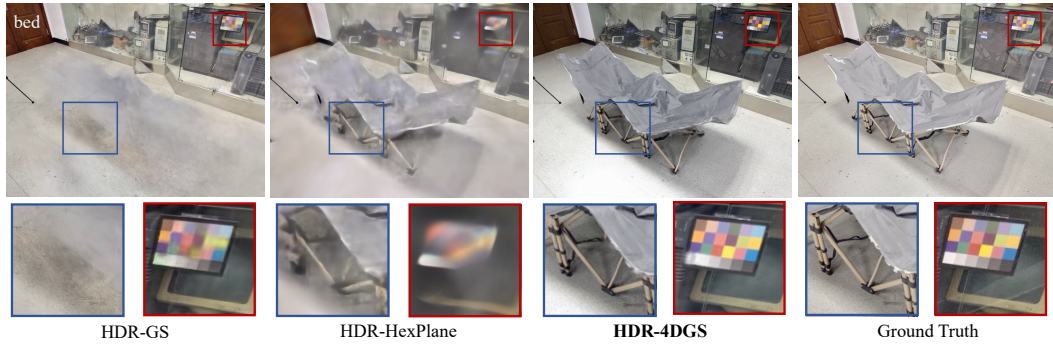 bed
HDR-GS
HDR-HexPlane
HDR-4DGS
Ground Truth